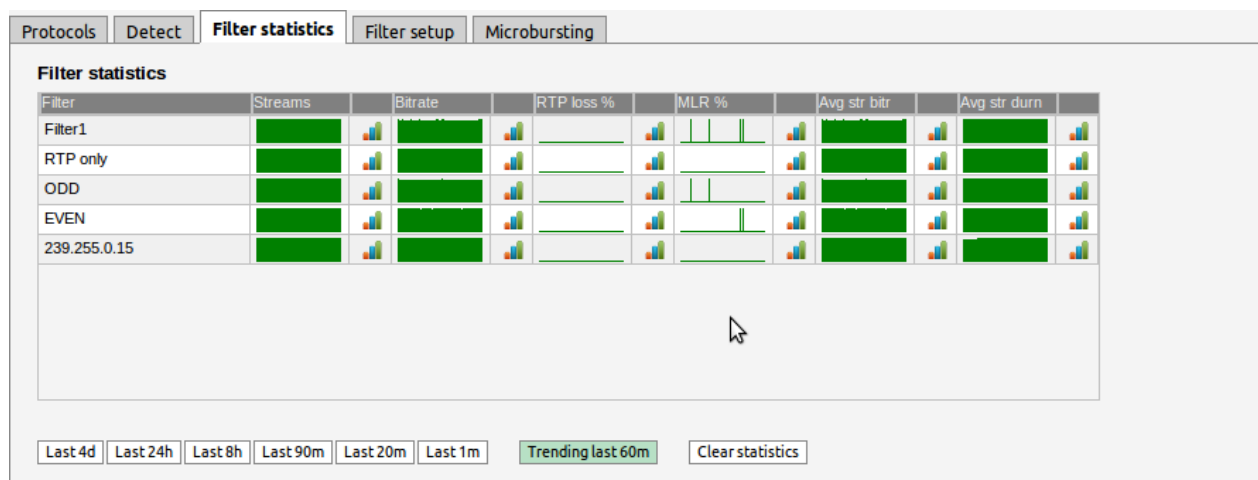 Protocols Detect Filter statistics Filter setup Microbursting
Filter statistics
Filter Streams Bitrate RTP loss % MLR % Avg str bitr Avg str durn
Filter1
RTP only
ODD
EVEN
239.255.0.15
Last 4d Last 24h Last 8h Last 90m Last 20m Last 1m Trending last 60m Clear statistics